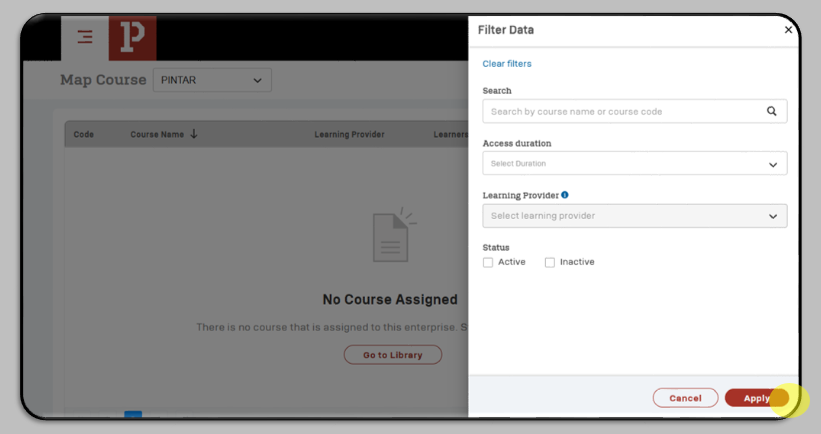 P
Map Course PINTAR
Code Course Name Learning Provider Learners
No Course Assigned
There is no course that is assigned to this enterprise. S
Go to Library
Filter Data
Clear filters
Search
Search by course name or course code
Access duration
Select Duration
Learning Provider
Select learning provider
Status
Active Inactive
Cancel Apply